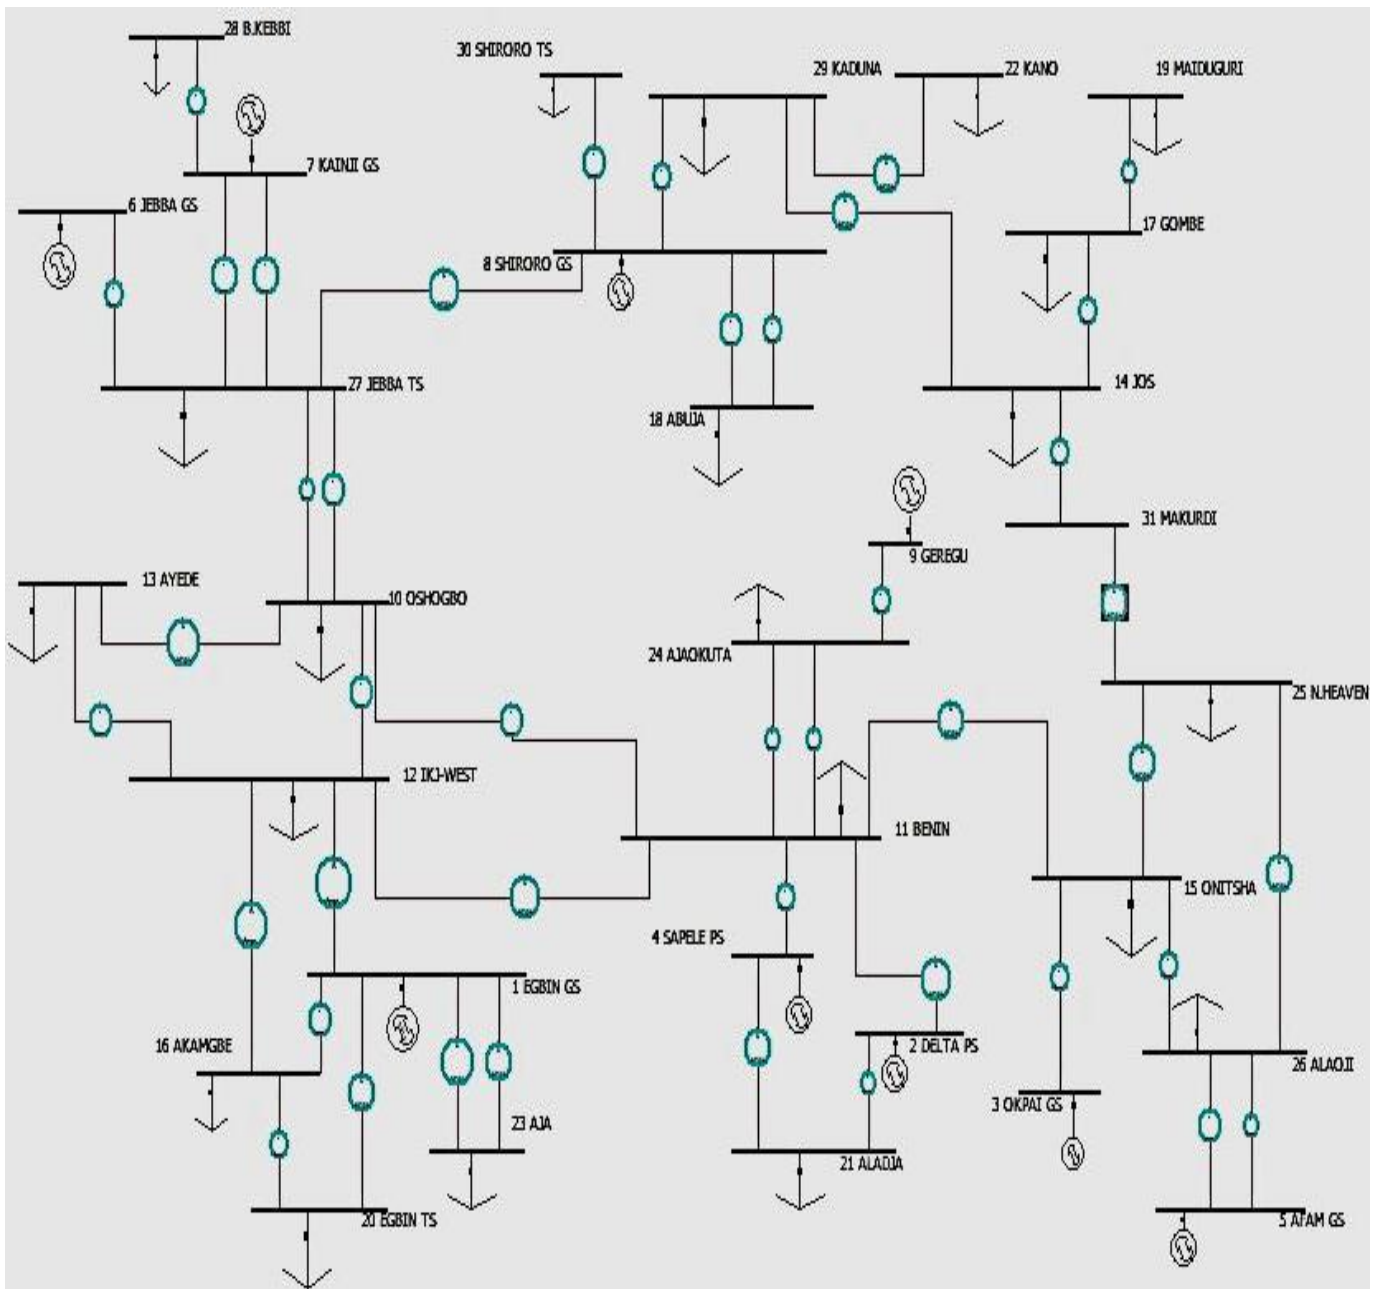 28 B.KEBBI
30 SHIRORO TS
29 KADUNA
22 KANO
19 MAIDUGURI
7 KAINJI GS
6 JEBBA GS
17 GOMBE
8 SHIRORO GS
27 JEBBA TS
14 JOS
18 ABUJA
31 MAKURDI
9 GEREGU
13 AYEDE
10 OSHOGBO
24 AJAOKUTA
25 N.HEAVEN
12 IKJ-WEST
11 BENIN
15 ONITSHA
4 SAPELE PS
1 EGBIN GS
16 AKAMGBE
2 DELTA PS
26 ALAOJI
3 OKPAI GS
23 AJA
21 ALADJA
20 EGBIN TS
5 AFAM GS